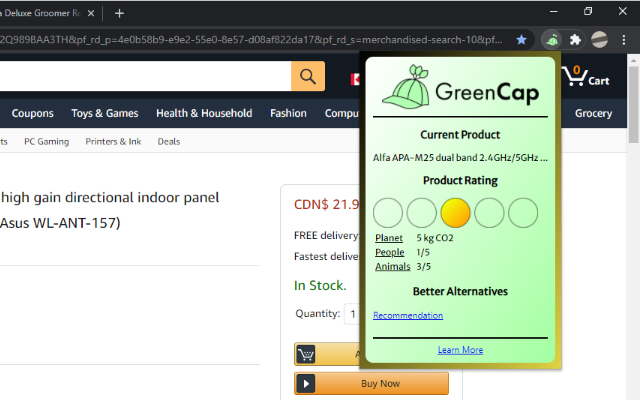 a Deluxe Groomer Re
2Q989BAA3TH&pf_rd_p=4e0b58b9-e9e2-55e0-8e57-d08af822da17&pf_rd_s=merchandised-search-10&pf...
0
Cart
Coupons Toys & Games Health & Household Fashion Compu Grocery
ts PC Gaming Printers & Ink Deals
high gain directional indoor panel
Asus WL-ANT-157)
CDN$ 21.9
FREE delivery:
Fastest delive
In Stock.
Quantity: 1
A
Buy Now
GreenCap
Current Product
Alfa APA-M25 dual band 2.4GHz/5GHz ...
Product Rating
Planet 5 kg CO2
People 1/5
Animals 3/5
Better Alternatives
Recommendation
Learn More